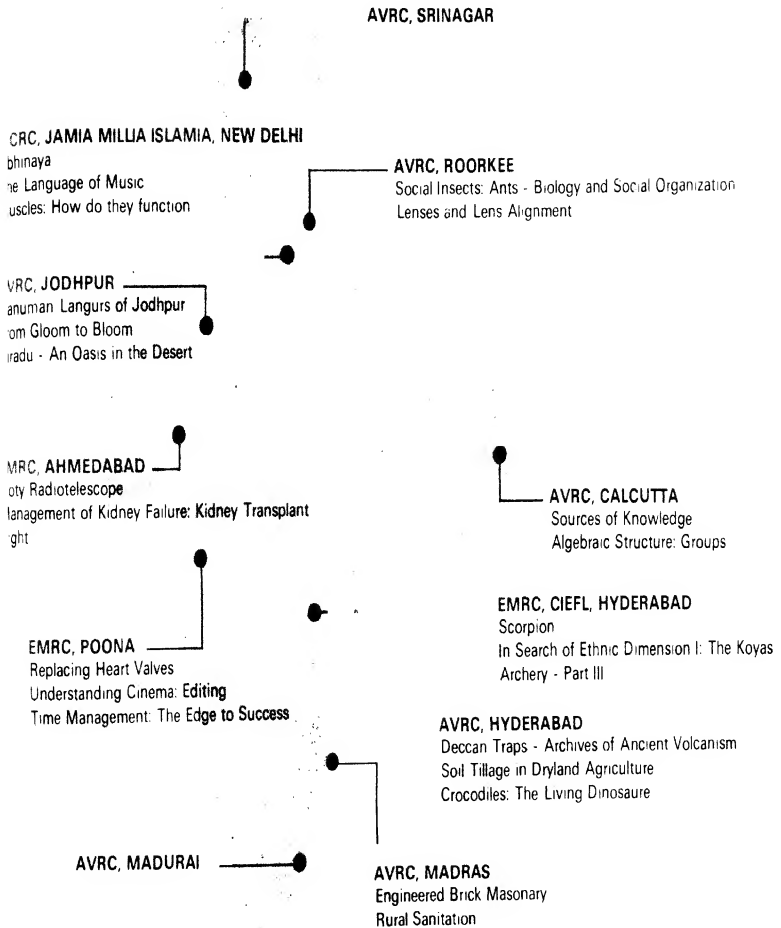 AVRC, SRINAGAR
CRC, JAMIA MILLIA ISLAMIA, NEW DELHI
bhinaya
he Language of Music
uscles: How do they function
AVRC, ROORKEE
Social Insects: Ants - Biology and Social Organization
Lenses and Lens Alignment
VRC, JODHPUR
anuman Langurs of Jodhpur
rom Gloom to Bloom
radu - An Oasis in the Desert
MRC, AHMEDABAD
oty Radiotelescope
Management of Kidney Failure: Kidney Transplant
ght
AVRC, CALCUTTA
Sources of Knowledge
Algebraic Structure: Groups
EMRC, POONA
Replacing Heart Valves
Understanding Cinema: Editing
Time Management: The Edge to Success
EMRC, CIEFL, HYDERABAD
Scorpion
In Search of Ethnic Dimension I: The Koyas
Archery - Part III
AVRC, HYDERABAD
Deccan Traps - Archives of Ancient Volcanism
Soil Tillage in Dryland Agriculture
Crocodiles: The Living Dinosaure
AVRC, MADURAI
AVRC, MADRAS
Engineered Brick Masonary
Rural Sanitation